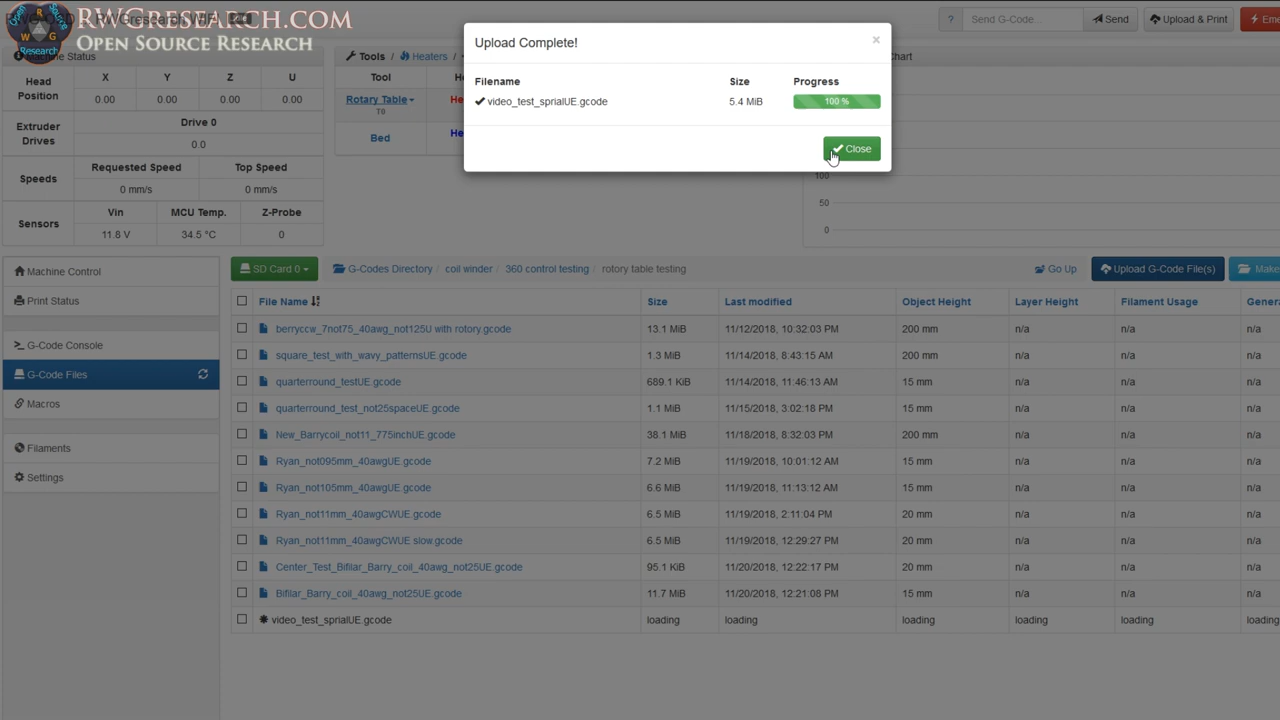 RWGRESEARCH.COM
OPEN SOURCE RESEARCH
R
W G
Research
Source
? Send G-Code... Send Upload & Print Eme
Machine Status
Head Position
X Y Z U
0.00 0.00 0.00 0.00
Extruder Drives
Drive 0
0.0
Speeds
Requested Speed Top Speed
0 mm/s 0 mm/s
Sensors
Vin MCU Temp. Z-Probe
11.8 V 34.5 °C 0
Tools / Heaters /
Tool He
Rotary Table He
T9
Bed He
Upload Complete! ×
Filename Size Progress
video_test_sprialUE.gcode 5.4 MiB 100 %
Close
Chart
100
50
0
Machine Control
Print Status
G-Code Console
G-Code Files
Macros
Filaments
Settings
SD Card 0 G-Codes Directory / coil winder / 360 control testing / rotory table testing Go Up Upload G-Code File(s) Make
File Name Size Last modified Object Height Layer Height Filament Usage Genera
berryccw_7not75_40awg_not125U with rotory.gcode 13.1 MiB 11/12/2018, 10:32:03 PM 200 mm n/a n/a n/a
square_test_with_wavy_patternsUE.gcode 1.3 MiB 11/14/2018, 8:43:15 AM 200 mm n/a n/a n/a
quarterround_testUE.gcode 689.1 KiB 11/14/2018, 11:46:13 AM 15 mm n/a n/a n/a
quarterround_test_not25spaceUE.gcode 1.1 MiB 11/15/2018, 3:02:18 PM 15 mm n/a n/a n/a
New_Barrycoil_not11_775inchUE.gcode 38.1 MiB 11/18/2018, 8:32:03 PM 200 mm n/a n/a n/a
Ryan_not095mm_40awgUE.gcode 7.2 MiB 11/19/2018, 10:01:12 AM 15 mm n/a n/a n/a
Ryan_not105mm_40awgUE.gcode 6.6 MiB 11/19/2018, 11:13:12 AM 15 mm n/a n/a n/a
Ryan_not11mm_40awgCWUE.gcode 6.5 MiB 11/19/2018, 2:11:04 PM 20 mm n/a n/a n/a
Ryan_not11mm_40awgCWUE slow.gcode 6.5 MiB 11/19/2018, 12:29:27 PM 20 mm n/a n/a n/a
Center_Test_Bifilar_Barry_coil_40awg_not25UE.gcode 95.1 KiB 11/20/2018, 12:22:17 PM 20 mm n/a n/a n/a
Bifilar_Barry_coil_40awg_not25UE.gcode 11.7 MiB 11/20/2018, 12:21:08 PM 15 mm n/a n/a n/a
video_test_sprialUE.gcode loading loading loading loading loading loading